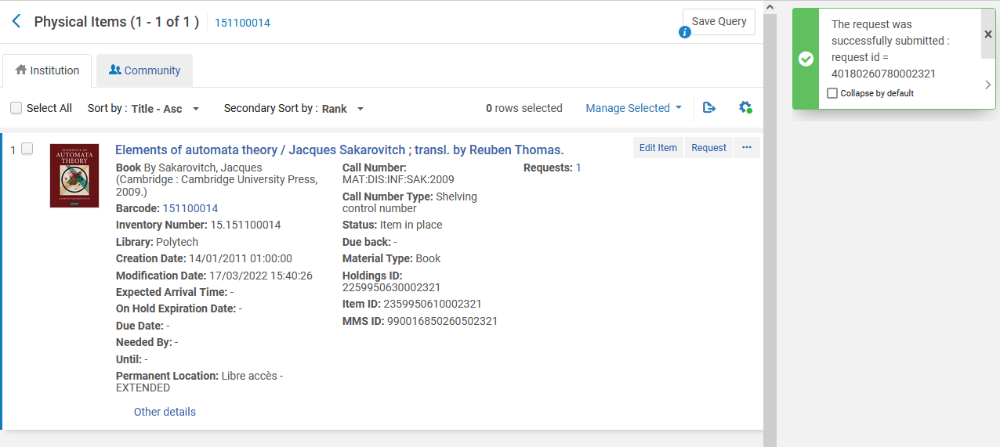 Physical Items (1 - 1 of 1 )
151100014
Save Query
Institution
Community
Select All
Sort by : Title - Asc
Secondary Sort by : Rank
0 rows selected
Manage Selected
1
ELEMENTS OF
AUTOMATA
THEORY
JACQUES SAKAROVITCH
Elements of automata theory / Jacques Sakarovitch ; transl. by Reuben Thomas.
Edit Item
Request
Book By Sakarovitch, Jacques
(Cambridge : Cambridge University Press,
2009.)
Barcode: 151100014
Inventory Number: 15.151100014
Library: Polytech
Creation Date: 14/01/2011 01:00:00
Modification Date: 17/03/2022 15:40:26
Expected Arrival Time: -
On Hold Expiration Date: -
Due Date: -
Needed By: -
Until: -
Permanent Location: Libre accès -
EXTENDED
Other details
Call Number:
MAT:DIS:INF:SAK:2009
Call Number Type: Shelving
control number
Status: Item in place
Due back: -
Material Type: Book
Holdings ID:
2259950630002321
Item ID: 2359950610002321
MMS ID: 990016850260502321
Requests: 1
The request was
successfully submitted :
request id =
40180260780002321
Collapse by default